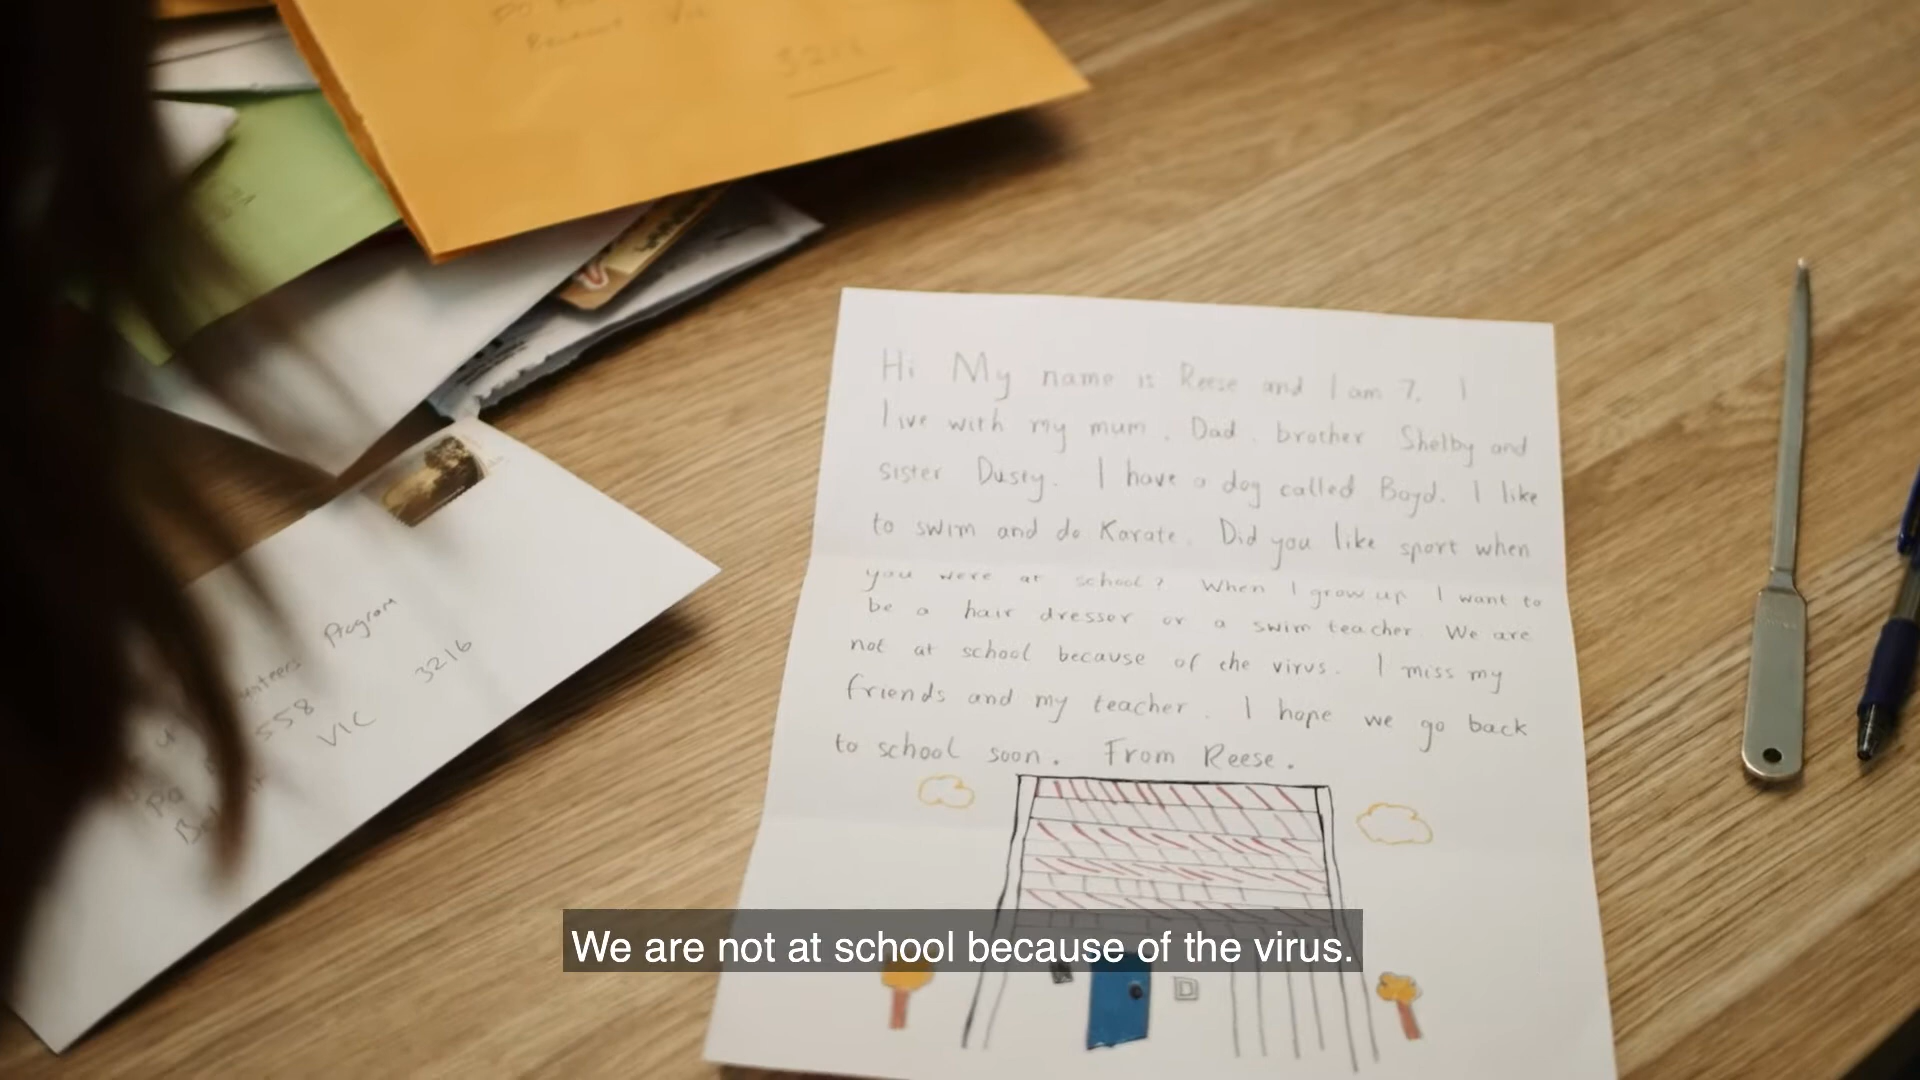 3216
Hi My name is Reese and I am 7. I
live with my mum, Dad, brother Shelby and
sister Dusty. I have a dog called Boyd. I like
to swim and do Karate. Did you like sport when
you were at school? When I grow up I want to
be a hair dresser or a swim teacher. We are
not at school because of the virus. I miss my
friends and my teacher. I hope we go back
to school soon. From Reese.
Program
558
VIC 3216
We are not at school because of the virus.